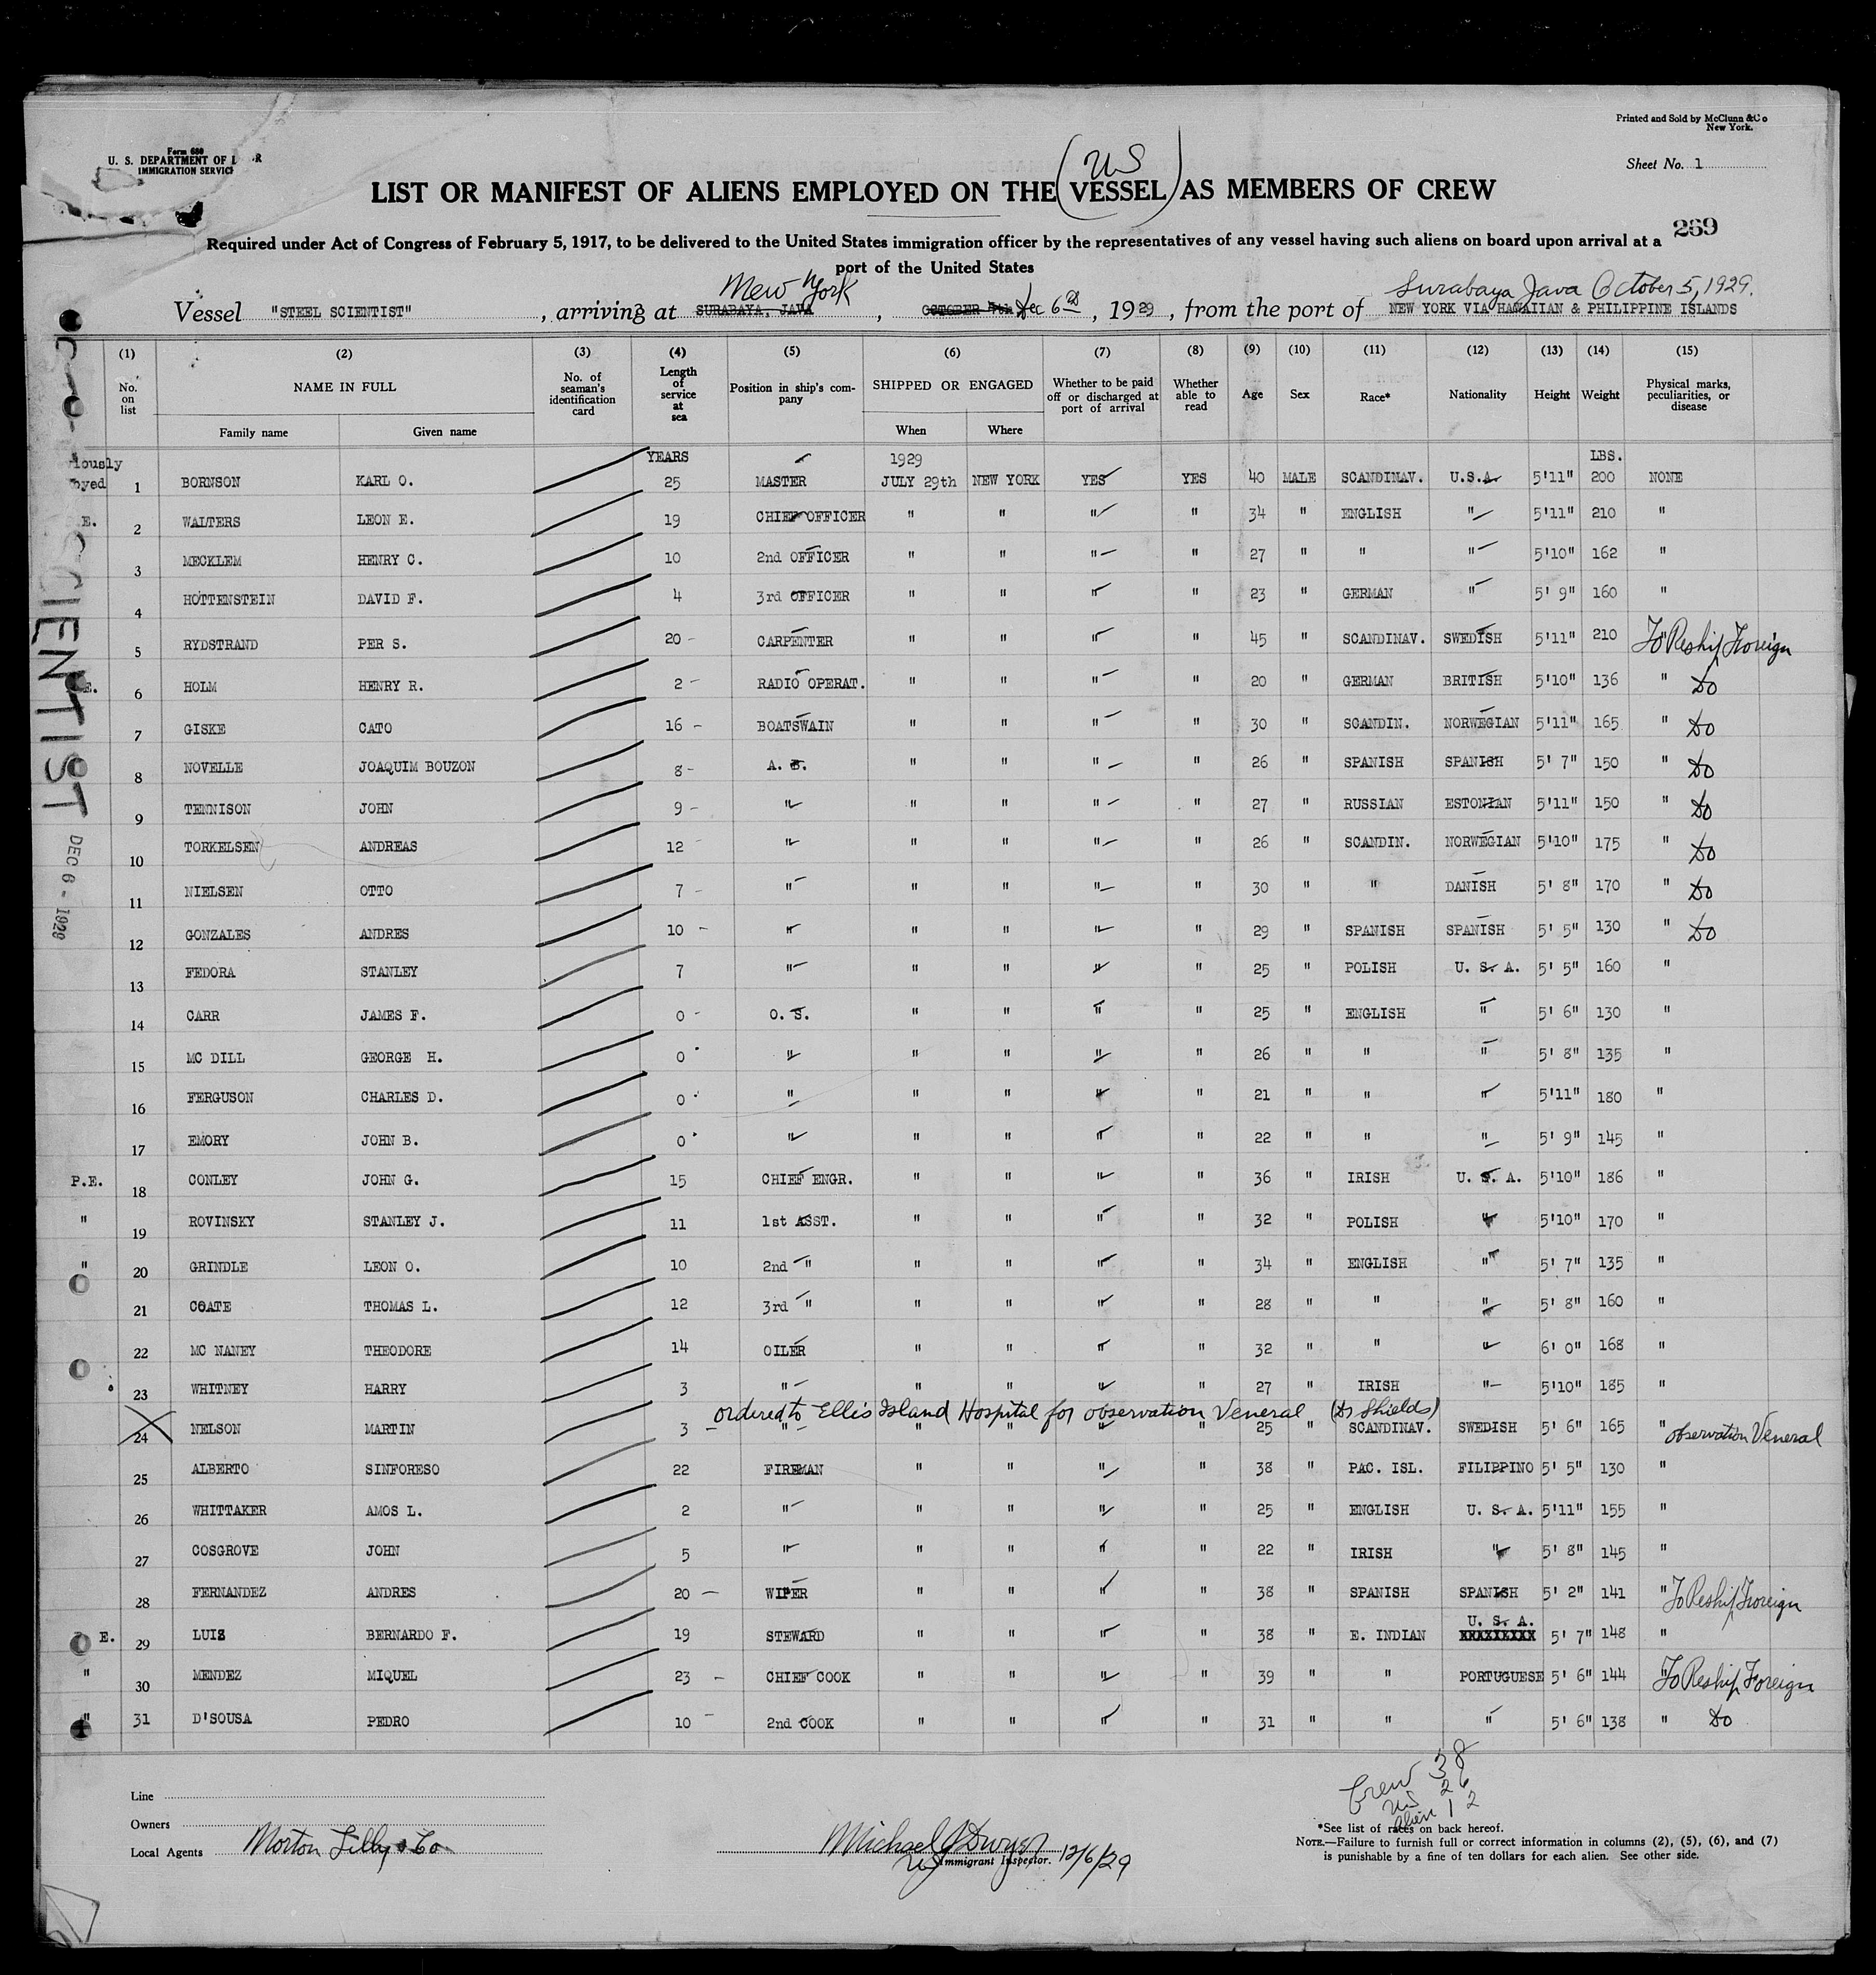 Printed and Sold by McClunn & Co
New York.
Form 680
U. S. DEPARTMENT OF
IMMIGRATION SERVICE
Sheet No. 1
US
LIST OR MANIFEST OF ALIENS EMPLOYED ON THE (VESSEL) AS MEMBERS OF CREW
269
Required under Act of Congress of February 5, 1917, to be delivered to the United States immigration officer by the representatives of any vessel having such aliens on board upon arrival at a
port of the United States
New York Surabaya Java October 5, 1929.
Vessel "STEEL SCIENTIST" , arriving at SURABAYA, JAVA , OCTOBER Dec 6th , 1929 , from the port of NEW YORK VIA HAWAIIAN & PHILIPPINE ISLANDS
(1) (2) (3) (4) (5) (6) (7) (8) (9) (10) (11) (12) (13) (14) (15)
No. on list NAME IN FULL No. of seaman's identification card Length of service at sea Position in ship's company SHIPPED OR ENGAGED Whether to be paid off or discharged at port of arrival Whether able to read Age Sex Race* Nationality Height Weight Physical marks, peculiarities, or disease
Family name Given name When Where
iously YEARS 1929 LBS.
oyed 1 BORNSON KARL O. 25 MASTER JULY 29th NEW YORK YES YES 40 MALE SCANDINAV. U.S.A. 5'11" 200 NONE
E. 2 WALTERS LEON E. 19 CHIEF OFFICER " " " " 34 " ENGLISH " 5'11" 210 "
3 MECKLEM HENRY C. 10 2nd OFFICER " " " " 27 " " " 5'10" 162 "
4 HOTTENSTEIN DAVID F. 4 3rd OFFICER " " " " 23 " GERMAN " 5' 9" 160 "
5 RYDSTRAND PER S. 20 - CARPENTER " " " " 45 " SCANDINAV. SWEDISH 5'11" 210 " To Reship Foreign
E. 6 HOLM HENRY R. 2 - RADIO OPERAT. " " " " 20 " GERMAN BRITISH 5'10" 136 " Do
7 GISKE CATO 16 - BOATSWAIN " " " " 30 " SCANDIN. NORWEGIAN 5'11" 165 " Do
8 NOVELLE JOAQUIM BOUZON 8 - A. B. " " " " 26 " SPANISH SPANISH 5' 7" 150 " Do
9 TENNISON JOHN 9 - " " " " " 27 " RUSSIAN ESTONIAN 5'11" 150 " Do
10 TORKELSEN ANDREAS 12 " " " " " 26 " SCANDIN. NORWEGIAN 5'10" 175 " Do
11 NIELSEN OTTO 7 - " " " " " 30 " " DANISH 5' 8" 170 " Do
12 GONZALES ANDRES 10 - " " " " " 29 " SPANISH SPANISH 5' 5" 130 " Do
13 FEDORA STANLEY 7 " " " " " 25 " POLISH U. S. A. 5' 5" 160 "
14 CARR JAMES F. 0 - O. S. " " " " 25 " ENGLISH " 5' 6" 130 "
15 MC DILL GEORGE H. 0 " " " " " 26 " " " 5' 8" 135 "
16 FERGUSON CHARLES D. 0 " " " " " 21 " " " 5'11" 180 "
17 EMORY JOHN B. 0 " " " " " 22 " " " 5' 9" 145 "
P.E. 18 CONLEY JOHN G. 15 CHIEF ENGR. " " " " 36 " IRISH U. S. A. 5'10" 186 "
" 19 ROVINSKY STANLEY J. 11 1st ASST. " " " " 32 " POLISH " 5'10" 170 "
" 20 GRINDLE LEON O. 10 2nd " " " " " 34 " ENGLISH " 5' 7" 135 "
21 COATE THOMAS L. 12 3rd " " " " " 28 " " " 5' 8" 160 "
22 MC NANEY THEODORE 14 OILER " " " " 32 " " " 6' 0" 168 "
23 WHITNEY HARRY 3 " " " " " 27 " IRISH " 5'10" 185 "
ordered to Ellis Island Hospital for observation Veneral (Dr Shields)
24 NELSON MARTIN 3 - " " " " " 25 " SCANDINAV. SWEDISH 5' 6" 165 " observation Veneral
25 ALBERTO SINFORESO 22 FIREMAN " " " " 38 " PAC. ISL. FILIPPINO 5' 5" 130 "
26 WHITTAKER AMOS L. 2 " " " " " 25 " ENGLISH U. S. A. 5'11" 155 "
27 COSGROVE JOHN 5 " " " " " 22 " IRISH " 5' 8" 145 "
28 FERNANDEZ ANDRES 20 - WIPER " " " " 38 " SPANISH SPANISH 5' 2" 141 " To Reship Foreign
E. 29 LUIS BERNARDO F. 19 STEWARD " " " " 38 " E. INDIAN U. S. A. 5' 7" 148 "
" 30 MENDEZ MIQUEL 23 - CHIEF COOK " " " " 39 " " PORTUGUESE 5' 6" 144 " To Reship Foreign
" 31 D'SOUSA PEDRO 10 - 2nd COOK " " " " 31 " " " 5' 6" 138 " Do
SCIENTIST
DEC 6 - 1929
Crew 38
US 26
alien 12
Line
Owners
Local Agents Morton Lilly & Co
Michael J Dwyer
US Immigrant Inspector. 12/6/29
*See list of races on back hereof.
NOTE.—Failure to furnish full or correct information in columns (2), (5), (6), and (7)
is punishable by a fine of ten dollars for each alien. See other side.